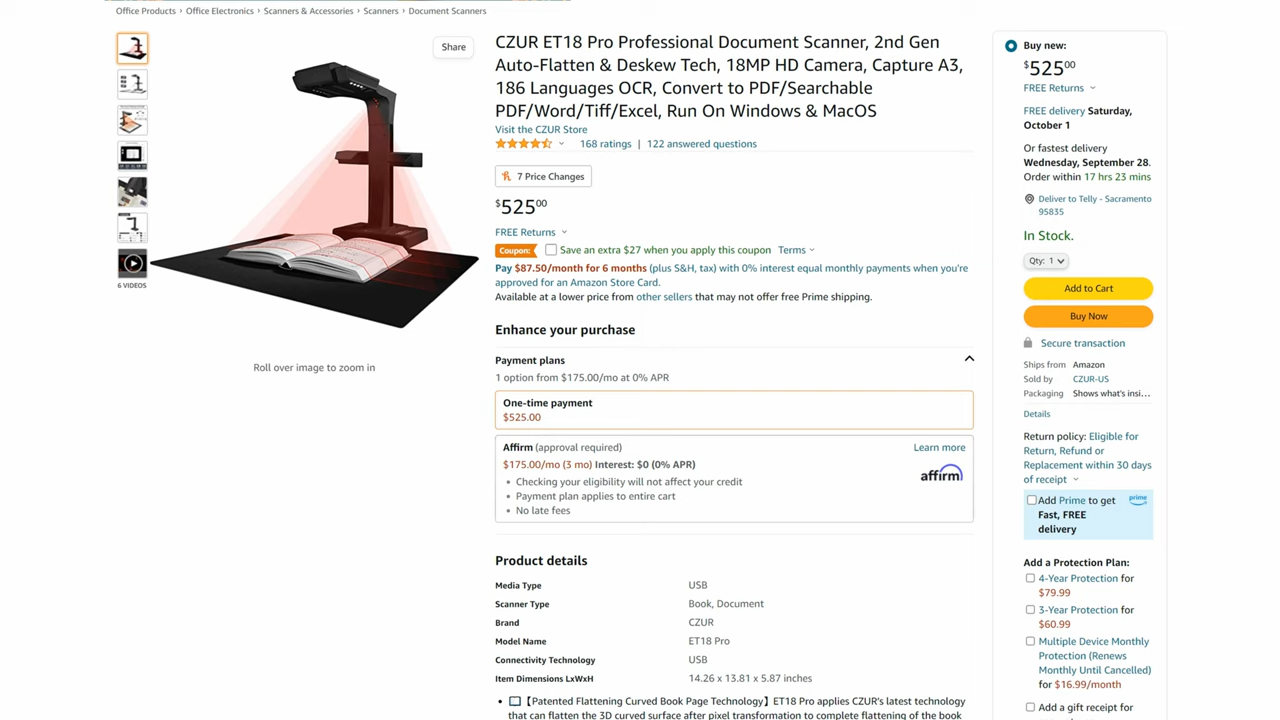 Office Products › Office Electronics › Scanners & Accessories › Scanners › Document Scanners
Share
6 VIDEOS
Roll over image to zoom in
CZUR ET18 Pro Professional Document Scanner, 2nd Gen
Auto-Flatten & Deskew Tech, 18MP HD Camera, Capture A3,
186 Languages OCR, Convert to PDF/Searchable
PDF/Word/Tiff/Excel, Run On Windows & MacOS
Visit the CZUR Store
168 ratings | 122 answered questions
7 Price Changes
$52500
FREE Returns
Coupon: Save an extra $27 when you apply this coupon Terms
Pay $87.50/month for 6 months (plus S&H, tax) with 0% interest equal monthly payments when you're
approved for an Amazon Store Card.
Available at a lower price from other sellers that may not offer free Prime shipping.
Enhance your purchase
Payment plans
1 option from $175.00/mo at 0% APR
One-time payment
$525.00
Affirm (approval required) Learn more
$175.00/mo (3 mo) Interest: $0 (0% APR)
affirm
• Checking your eligibility will not affect your credit
• Payment plan applies to entire cart
• No late fees
Product details
Media Type USB
Scanner Type Book, Document
Brand CZUR
Model Name ET18 Pro
Connectivity Technology USB
Item Dimensions LxWxH 14.26 x 13.81 x 5.87 inches
• 【Patented Flattening Curved Book Page Technology】ET18 Pro applies CZUR's latest technology
that can flatten the 3D curved surface after pixel transformation to complete flattening of the book
Buy new:
$52500
FREE Returns
FREE delivery Saturday,
October 1
Or fastest delivery
Wednesday, September 28.
Order within 17 hrs 23 mins
Deliver to Telly - Sacramento
95835
In Stock.
Qty: 1
Add to Cart
Buy Now
Secure transaction
Ships from Amazon
Sold by CZUR-US
Packaging Shows what's insi...
Details
Return policy: Eligible for
Return, Refund or
Replacement within 30 days
of receipt
Add Prime to get
prime
Fast, FREE
delivery
Add a Protection Plan:
4-Year Protection for
$79.99
3-Year Protection for
$60.99
Multiple Device Monthly
Protection (Renews
Monthly Until Cancelled)
for $16.99/month
Add a gift receipt for